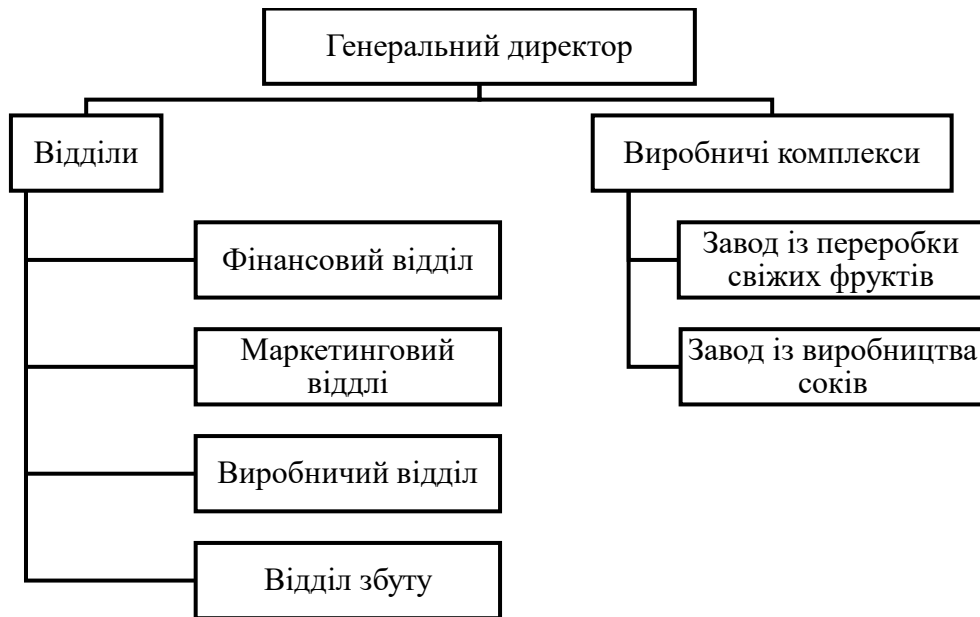 Генеральний директор
Відділи
Виробничі комплекси
Фінансовий відділ
Завод із переробки
свіжих фруктів
Маркетинговий
віддлі
Завод із виробництва
соків
Виробничий відділ
Відділ збуту